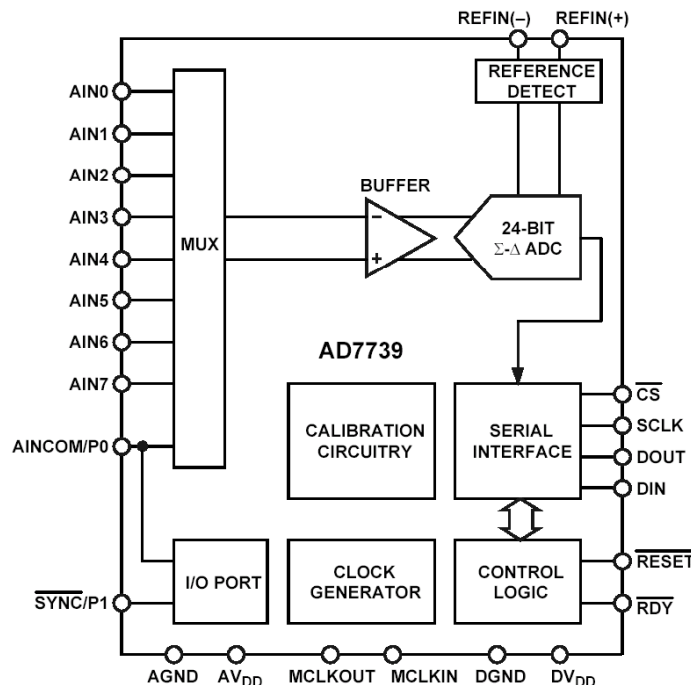 REFIN(–) REFIN(+)
REFERENCE
DETECT
AIN0
AIN1
AIN2
AIN3
AIN4
AIN5
AIN6
AIN7
AINCOM/P0
SYNC/P1
MUX
BUFFER
–
+
24-BIT
Σ-Δ ADC
AD7739
CALIBRATION
CIRCUITRY
SERIAL
INTERFACE
CS
SCLK
DOUT
DIN
I/O PORT
CLOCK
GENERATOR
CONTROL
LOGIC
RESET
RDY
AGND AVDD MCLKOUT MCLKIN DGND DVDD